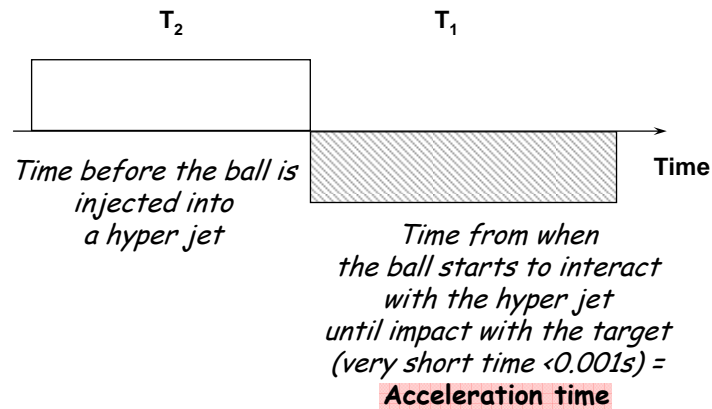 T₂ T₁
Time
Time before the ball is
injected into
a hyper jet
Time from when
the ball starts to interact
with the hyper jet
until impact with the target
(very short time <0.001s) =
Acceleration time